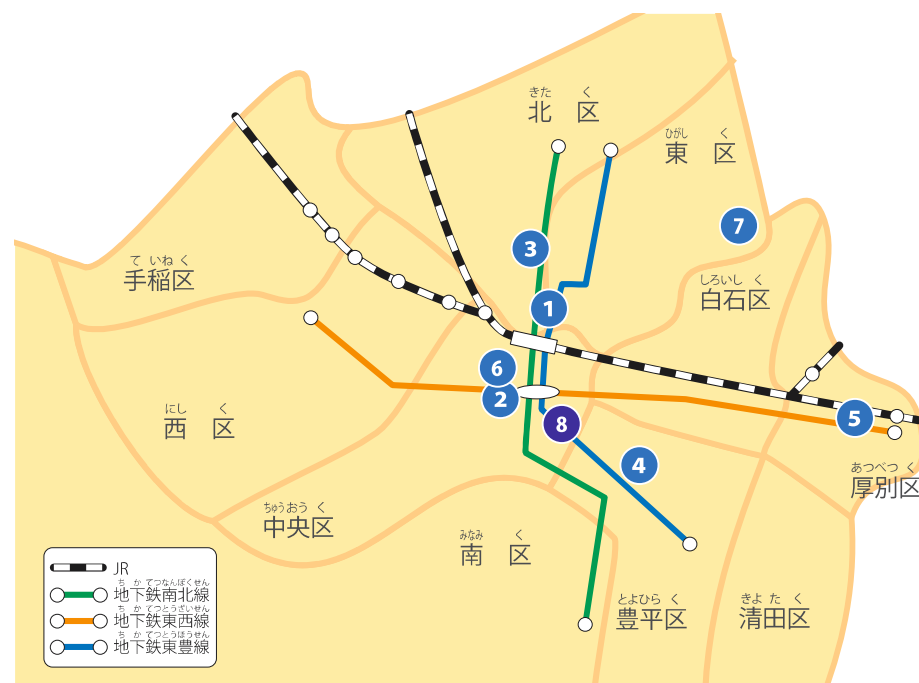 きた く
北 区
ひがし く
東 区
7
3
て いね く
手稲区
しろいし く
白石区
1
6
2
8
5
4
にし く
西 区
あつべつ く
厚別区
ちゅうおう く
中央区
みなみ く
南 区
とよひら く
豊平区
きよ た く
清田区
JR
ち か てつなんぼくせん
地下鉄南北線
ち か てつとうざいせん
地下鉄東西線
ち か てつとうほうせん
地下鉄東豊線